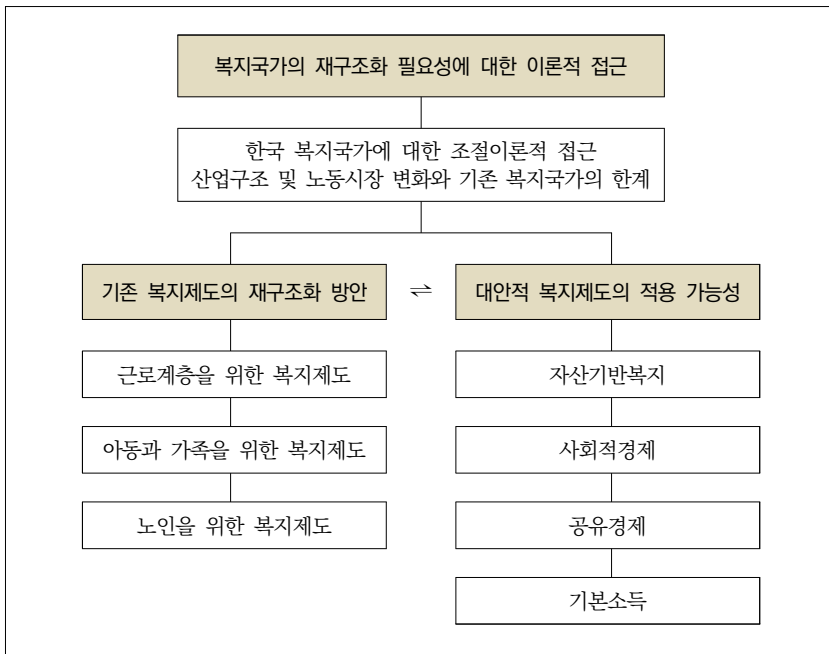 복지국가의 재구조화 필요성에 대한 이론적 접근
한국 복지국가에 대한 조절이론적 접근
산업구조 및 노동시장 변화와 기존 복지국가의 한계
기존 복지제도의 재구조화 방안
⇌
대안적 복지제도의 적용 가능성
근로계층을 위한 복지제도
아동과 가족을 위한 복지제도
노인을 위한 복지제도
자산기반복지
사회적경제
공유경제
기본소득